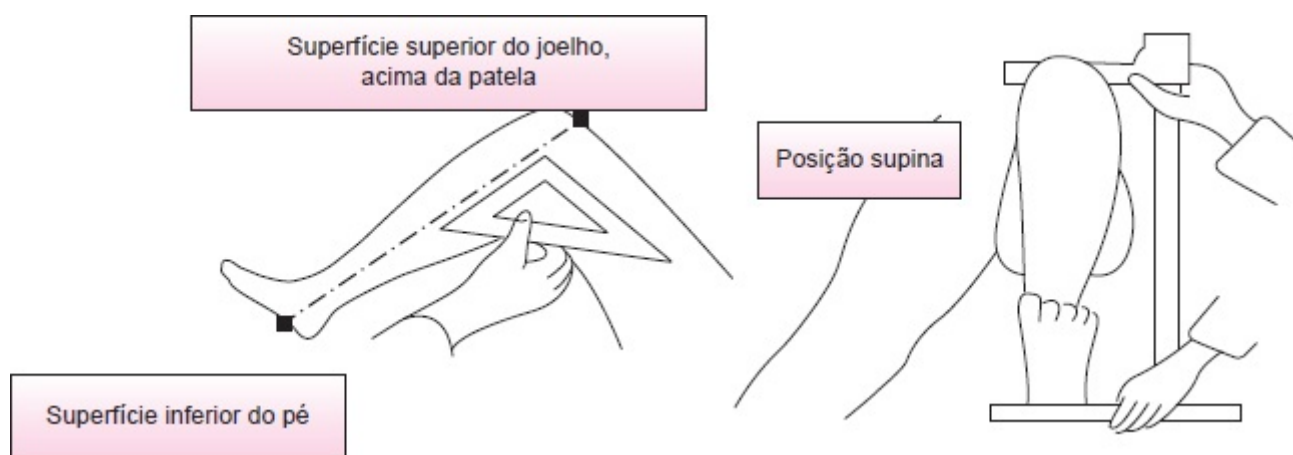 Superfície superior do joelho,
acima da patela
Posição supina
Superfície inferior do pé